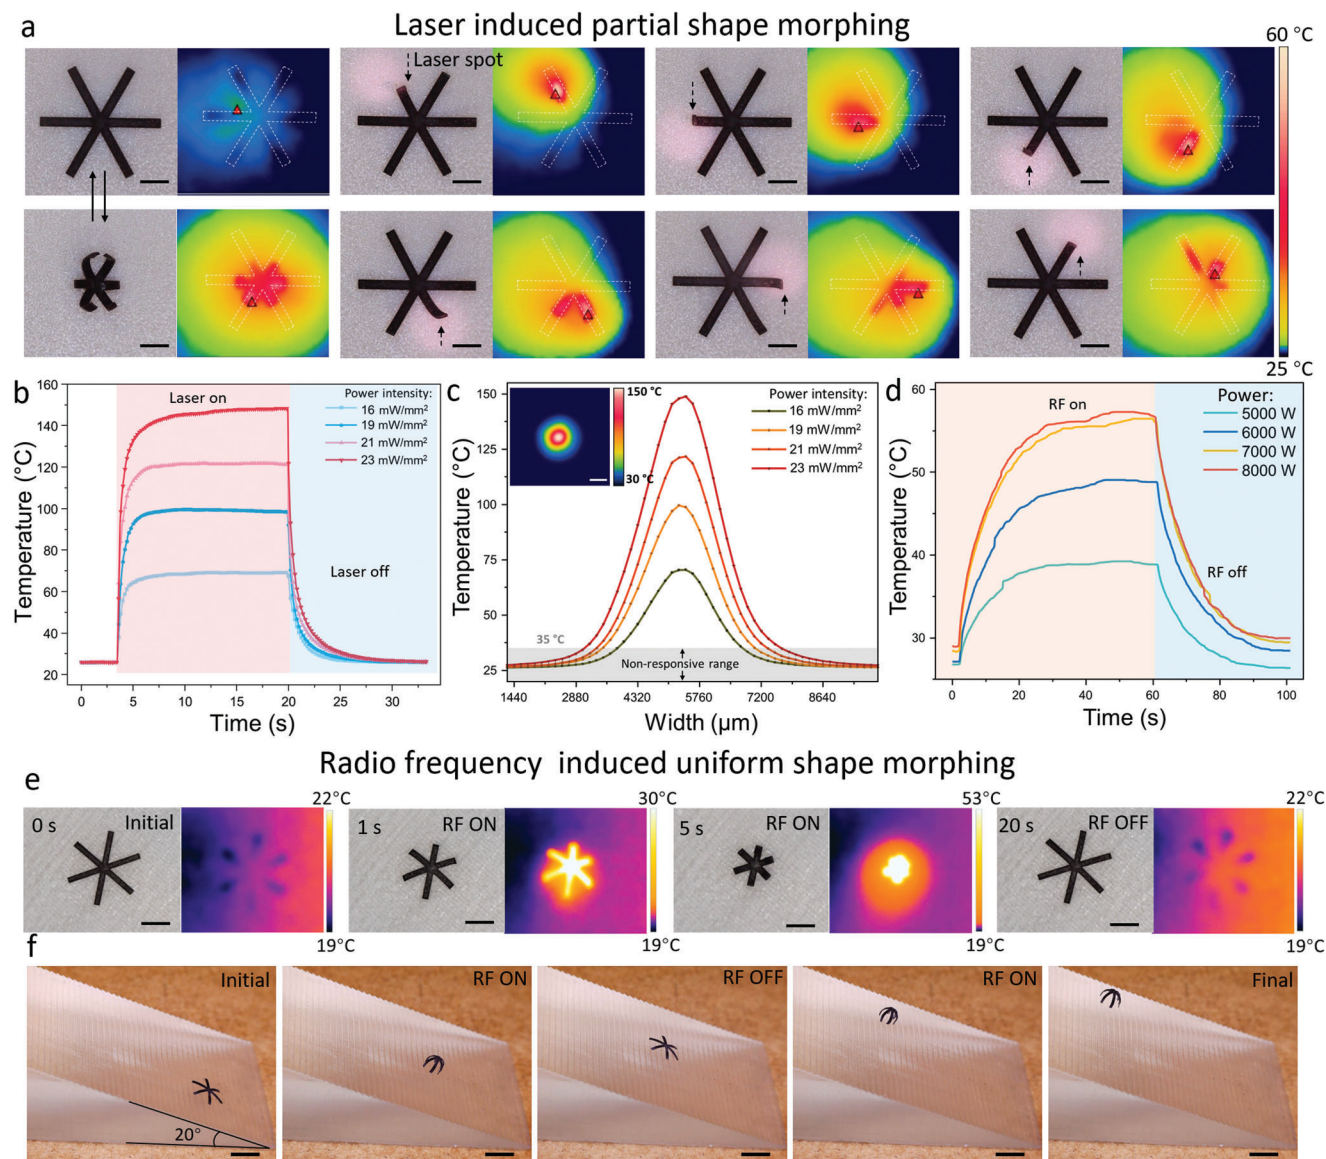 a
Laser induced partial shape morphing
60 °C
Laser spot
25 °C
b
160
140
120
100
80
60
40
20
Temperature (°C)
Laser on
Power intensity:
16 mW/mm²
19 mW/mm²
21 mW/mm²
23 mW/mm²
Laser off
0 5 10 15 20 25 30
Time (s)
c
150
125
100
75
50
25
Temperature (°C)
150 °C
30 °C
Power intensity:
16 mW/mm²
19 mW/mm²
21 mW/mm²
23 mW/mm²
35 °C
Non-responsive range
1440 2880 4320 5760 7200 8640
Width (µm)
d
60
50
40
30
Temperature (°C)
RF on
Power:
5000 W
6000 W
7000 W
8000 W
RF off
0 20 40 60 80 100
Time (s)
e
Radio frequency induced uniform shape morphing
0 s
Initial
22°C
19°C
1 s
RF ON
30°C
19°C
5 s
RF ON
53°C
19°C
20 s
RF OFF
22°C
19°C
f
Initial
20°
RF ON
RF OFF
RF ON
Final